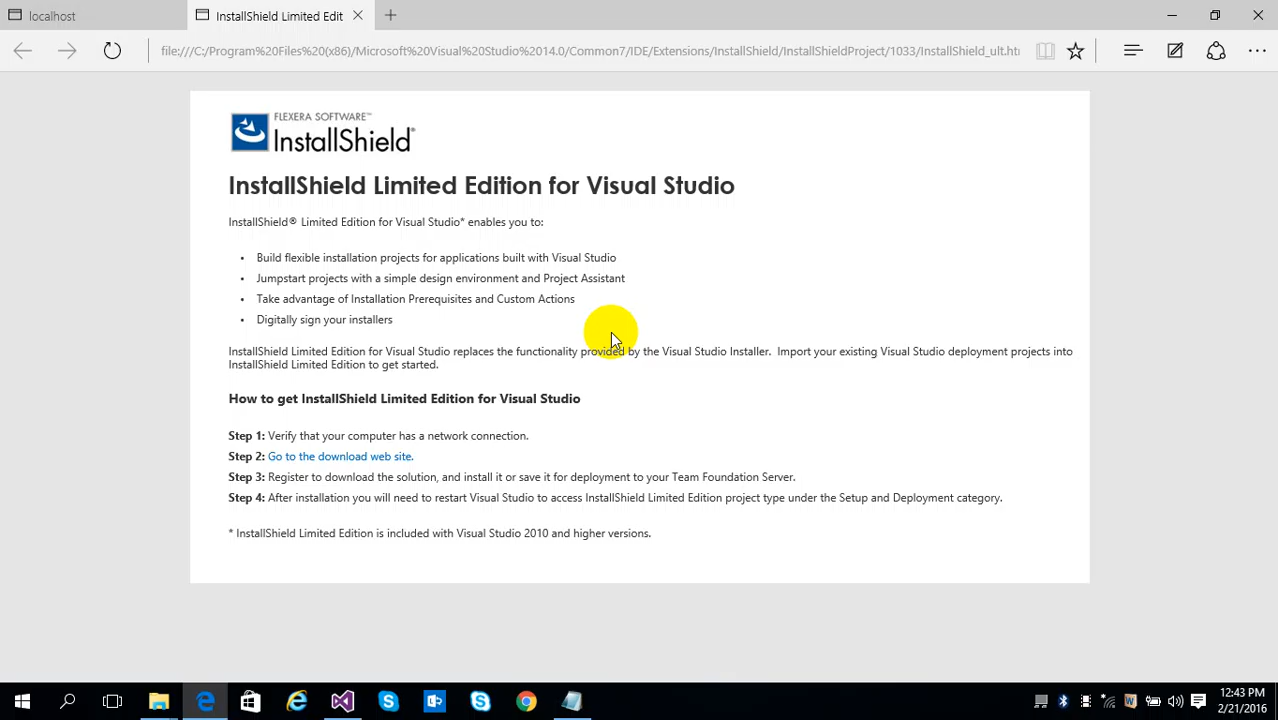 localhost
InstallShield Limited Edit
file:///C:/Program%20Files%20(x86)/Microsoft%20Visual%20Studio%2014.0/Common7/IDE/Extensions/InstallShield/InstallShieldProject/1033/InstallShield_ult.ht
FLEXERA SOFTWARE™
InstallShield®
InstallShield Limited Edition for Visual Studio
InstallShield® Limited Edition for Visual Studio* enables you to:
• Build flexible installation projects for applications built with Visual Studio
• Jumpstart projects with a simple design environment and Project Assistant
• Take advantage of Installation Prerequisites and Custom Actions
• Digitally sign your installers
InstallShield Limited Edition for Visual Studio replaces the functionality provided by the Visual Studio Installer.  Import your existing Visual Studio deployment projects into
InstallShield Limited Edition to get started.
How to get InstallShield Limited Edition for Visual Studio
Step 1: Verify that your computer has a network connection.
Step 2: Go to the download web site.
Step 3: Register to download the solution, and install it or save it for deployment to your Team Foundation Server.
Step 4: After installation you will need to restart Visual Studio to access InstallShield Limited Edition project type under the Setup and Deployment category.
* InstallShield Limited Edition is included with Visual Studio 2010 and higher versions.
12:43 PM
2/21/2016